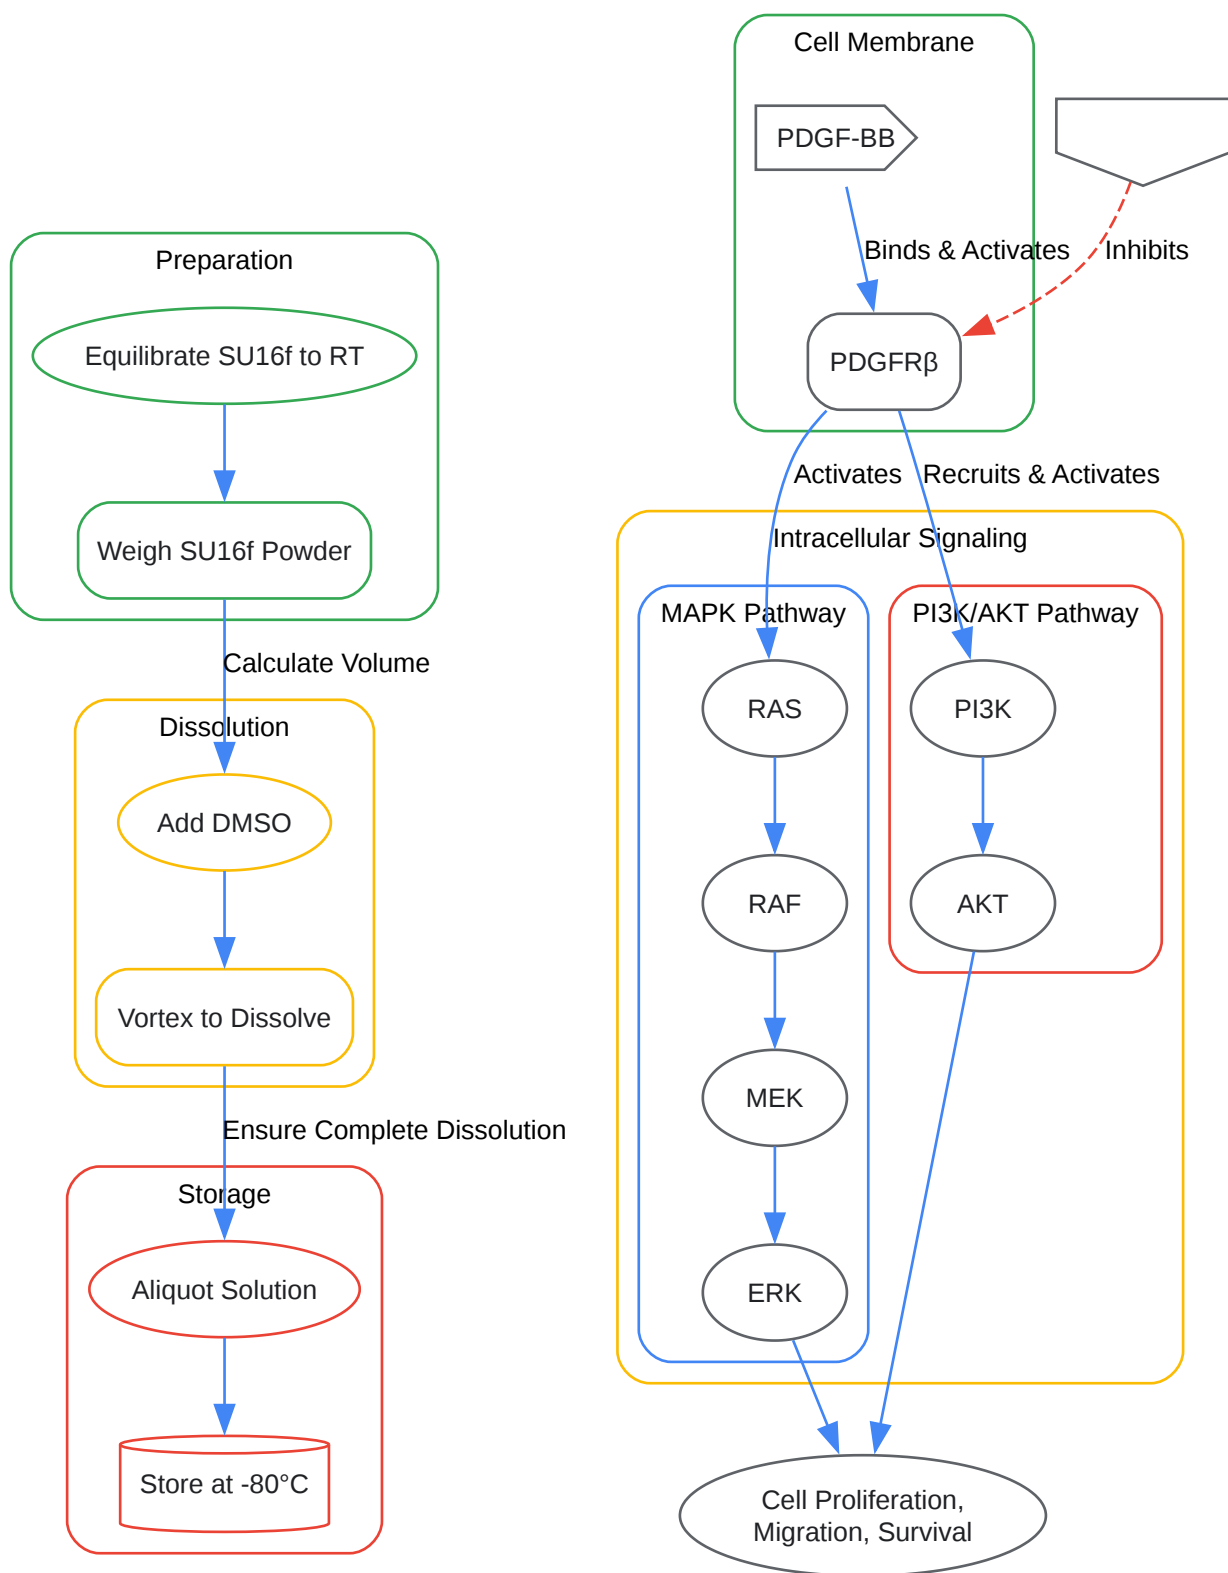 Preparation
Equilibrate SU16f to RT
Weigh SU16f Powder
Calculate Volume
Dissolution
Add DMSO
Vortex to Dissolve
Ensure Complete Dissolution
Storage
Aliquot Solution
Store at -80°C
Cell Membrane
PDGF-BB
Binds & Activates
Inhibits
PDGFRβ
Activates
Recruits & Activates
Intracellular Signaling
MAPK Pathway
PI3K/AKT Pathway
RAS
PI3K
RAF
AKT
MEK
ERK
Cell Proliferation,
Migration, Survival